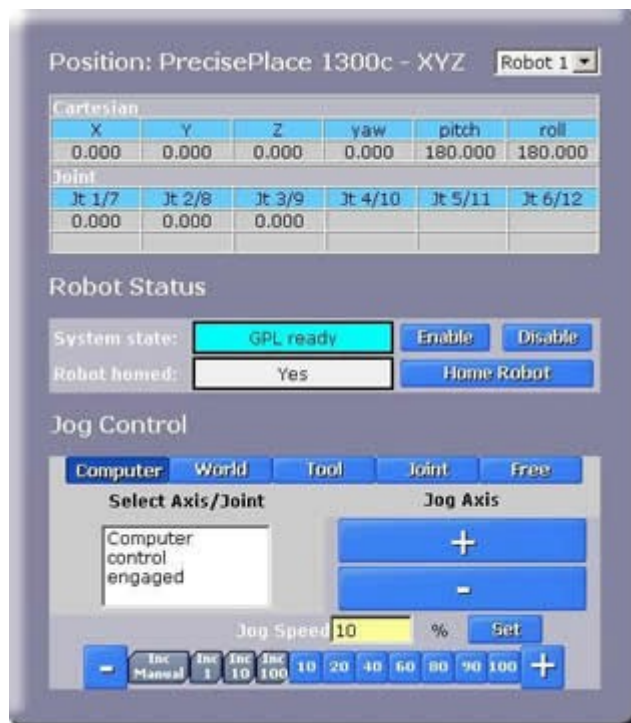 Position: PrecisePlace 1300c - XYZ Robot 1
Cartesian
X Y Z yaw pitch roll
0.000 0.000 0.000 0.000 180.000 180.000
Joint
Jt 1/7 Jt 2/8 Jt 3/9 Jt 4/10 Jt 5/11 Jt 6/12
0.000 0.000 0.000
Robot Status
System state: GPL ready Enable Disable
Robot homed: Yes Home Robot
Jog Control
Computer World Tool Joint Free
Select Axis/Joint Jog Axis
Computer
control
engaged
+
-
Jog Speed 10 % Set
- Inc Manual Inc 1 Inc 10 Inc 100 10 20 40 60 80 90 100 +